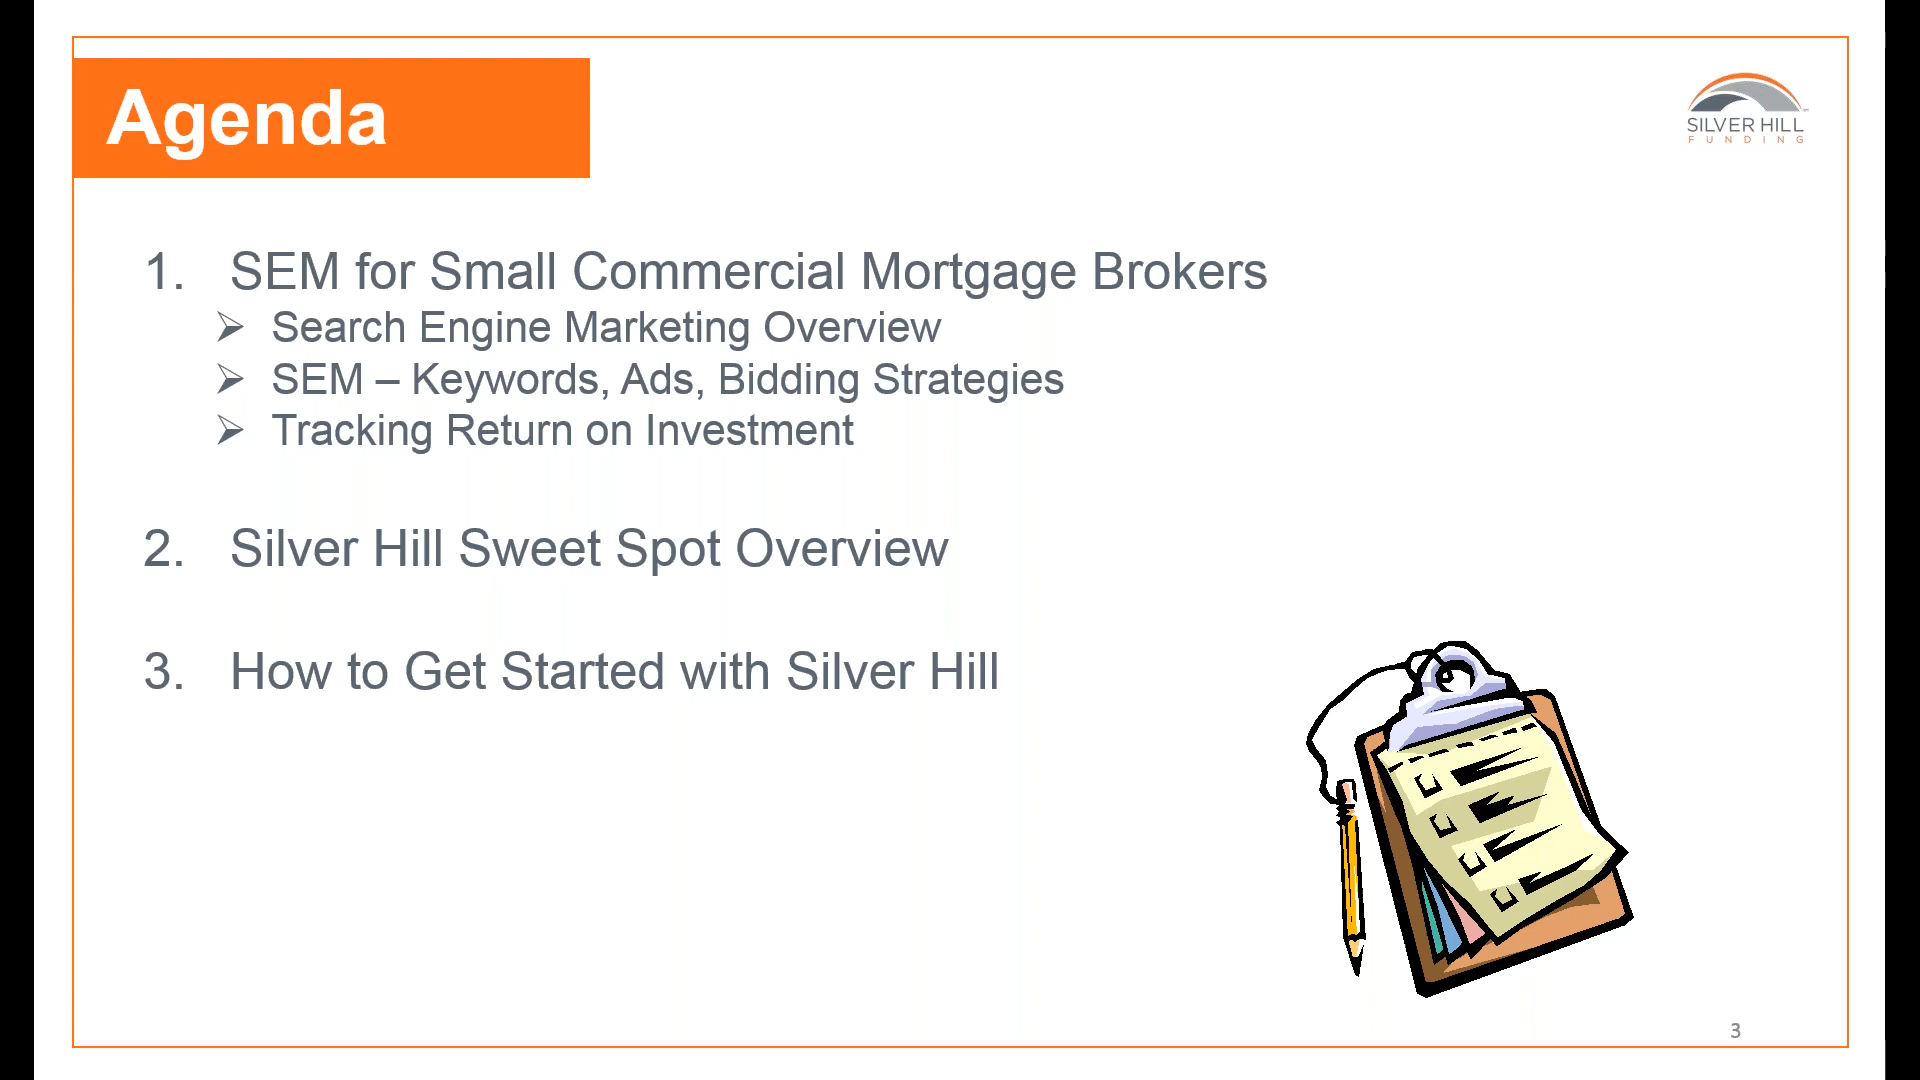 Agenda
SILVER HILL
FUNDING
1. SEM for Small Commercial Mortgage Brokers
➢ Search Engine Marketing Overview
➢ SEM – Keywords, Ads, Bidding Strategies
➢ Tracking Return on Investment
2. Silver Hill Sweet Spot Overview
3. How to Get Started with Silver Hill
3